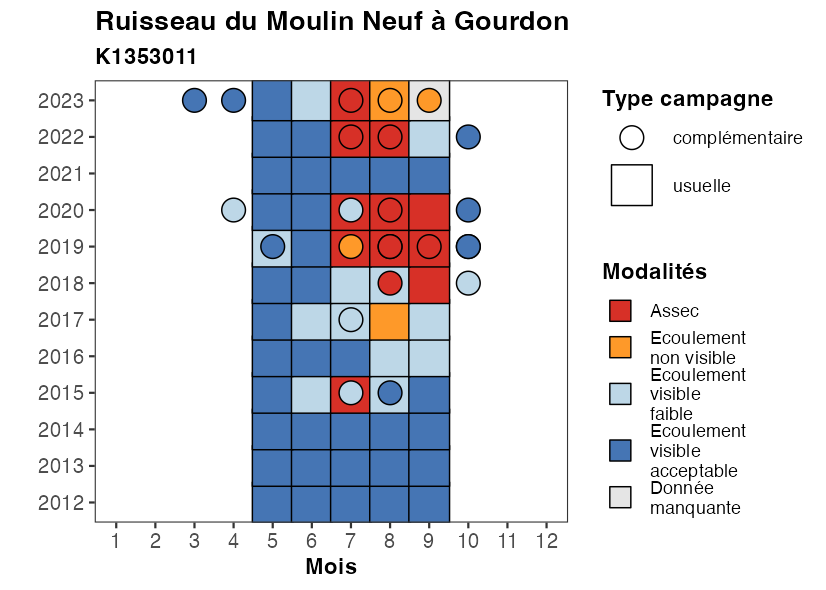 Ruisseau du Moulin Neuf à Gourdon
K1353011
2023
2022
2021
2020
2019
2018
2017
2016
2015
2014
2013
2012
1 2 3 4 5 6 7 8 9 10 11 12
Mois
Type campagne
complémentaire
usuelle
Modalités
Assec
Ecoulement
non visible
Ecoulement
visible
faible
Ecoulement
visible
acceptable
Donnée
manquante